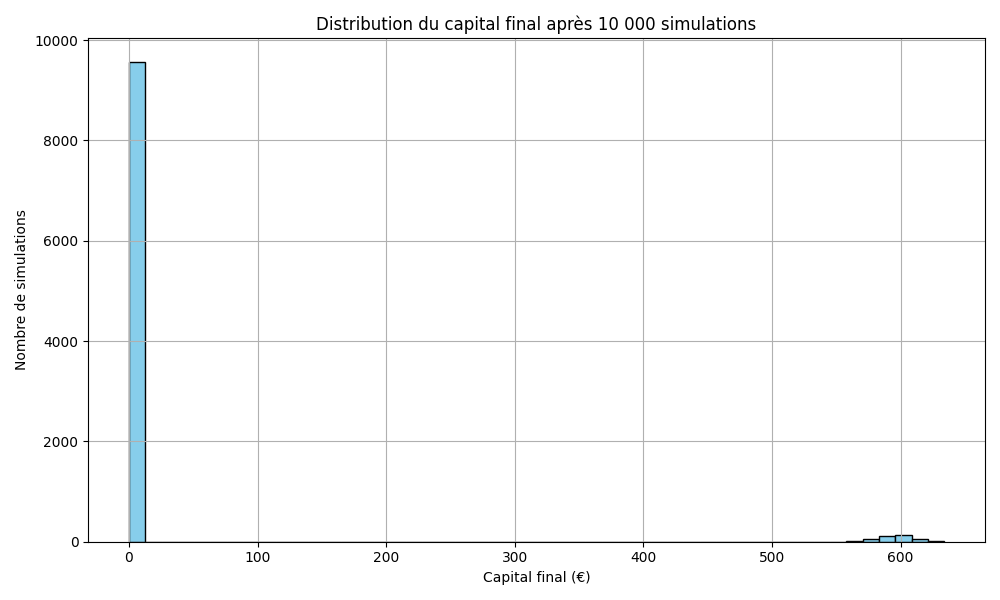 Distribution du capital final après 10 000 simulations
Nombre de simulations
10000
8000
6000
4000
2000
0
0 100 200 300 400 500 600
Capital final (€)